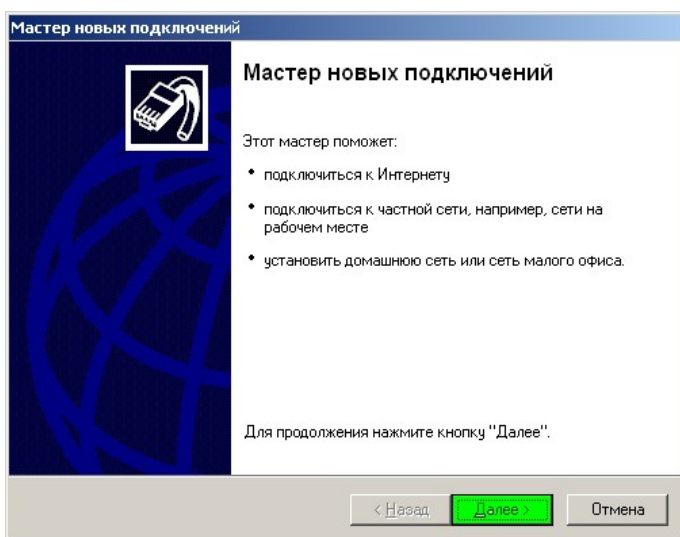 Мастер новых подключений
Мастер новых подключений
Этот мастер поможет:
• подключиться к Интернету
• подключиться к частной сети, например, сети на
рабочем месте
• установить домашнюю сеть или сеть малого офиса.
Для продолжения нажмите кнопку "Далее".
< Назад Далее > Отмена